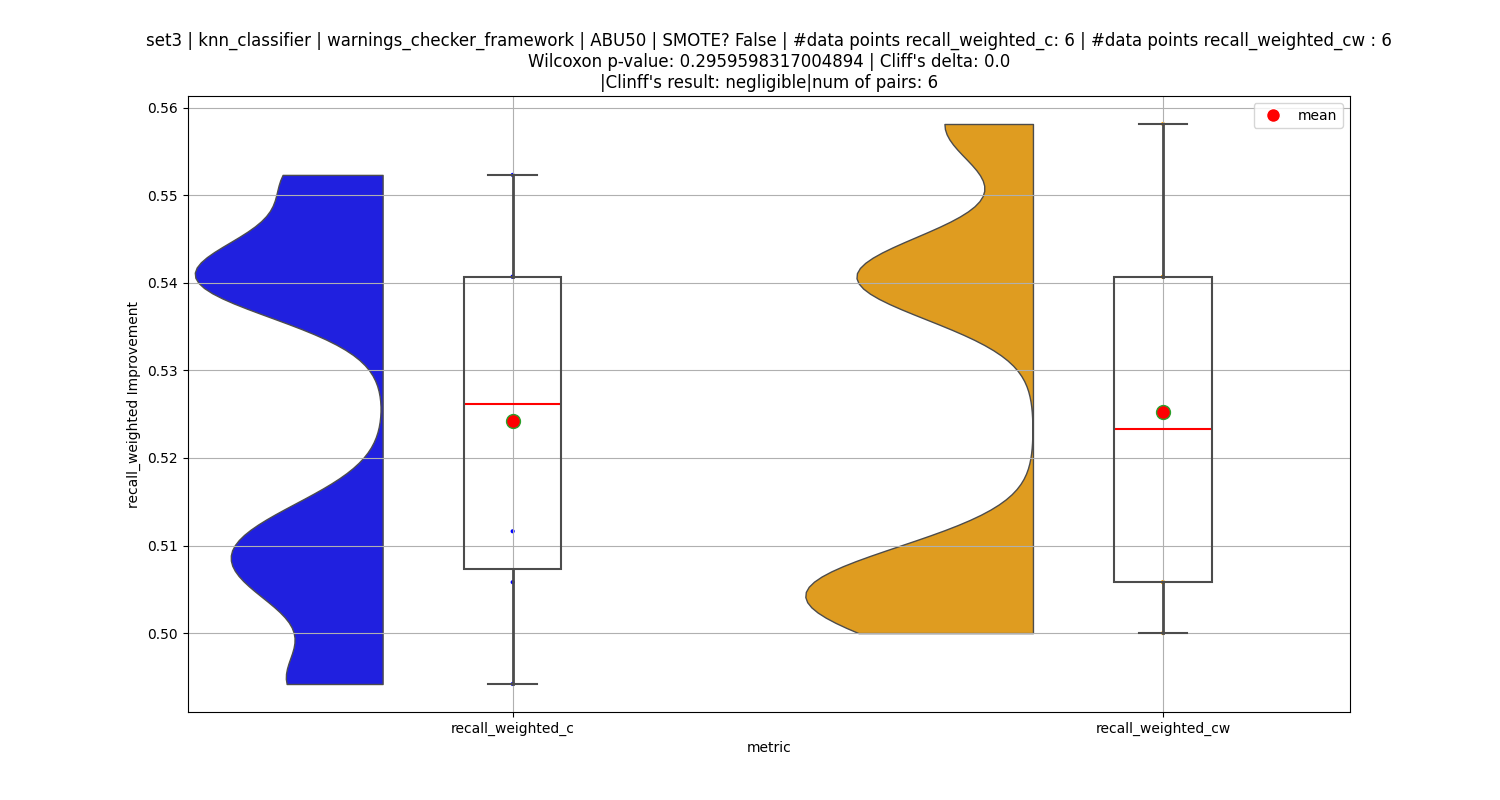 set3 | knn_classifier | warnings_checker_framework | ABU50 | SMOTE? False | #data points recall_weighted_c: 6 | #data points recall_weighted_cw : 6
Wilcoxon p-value: 0.2959598317004894 | Cliff's delta: 0.0
|Clinff's result: negligible|num of pairs: 6
mean
0.56
0.55
0.54
0.53
0.52
0.51
0.50
recall_weighted Improvement
recall_weighted_c
recall_weighted_cw
metric